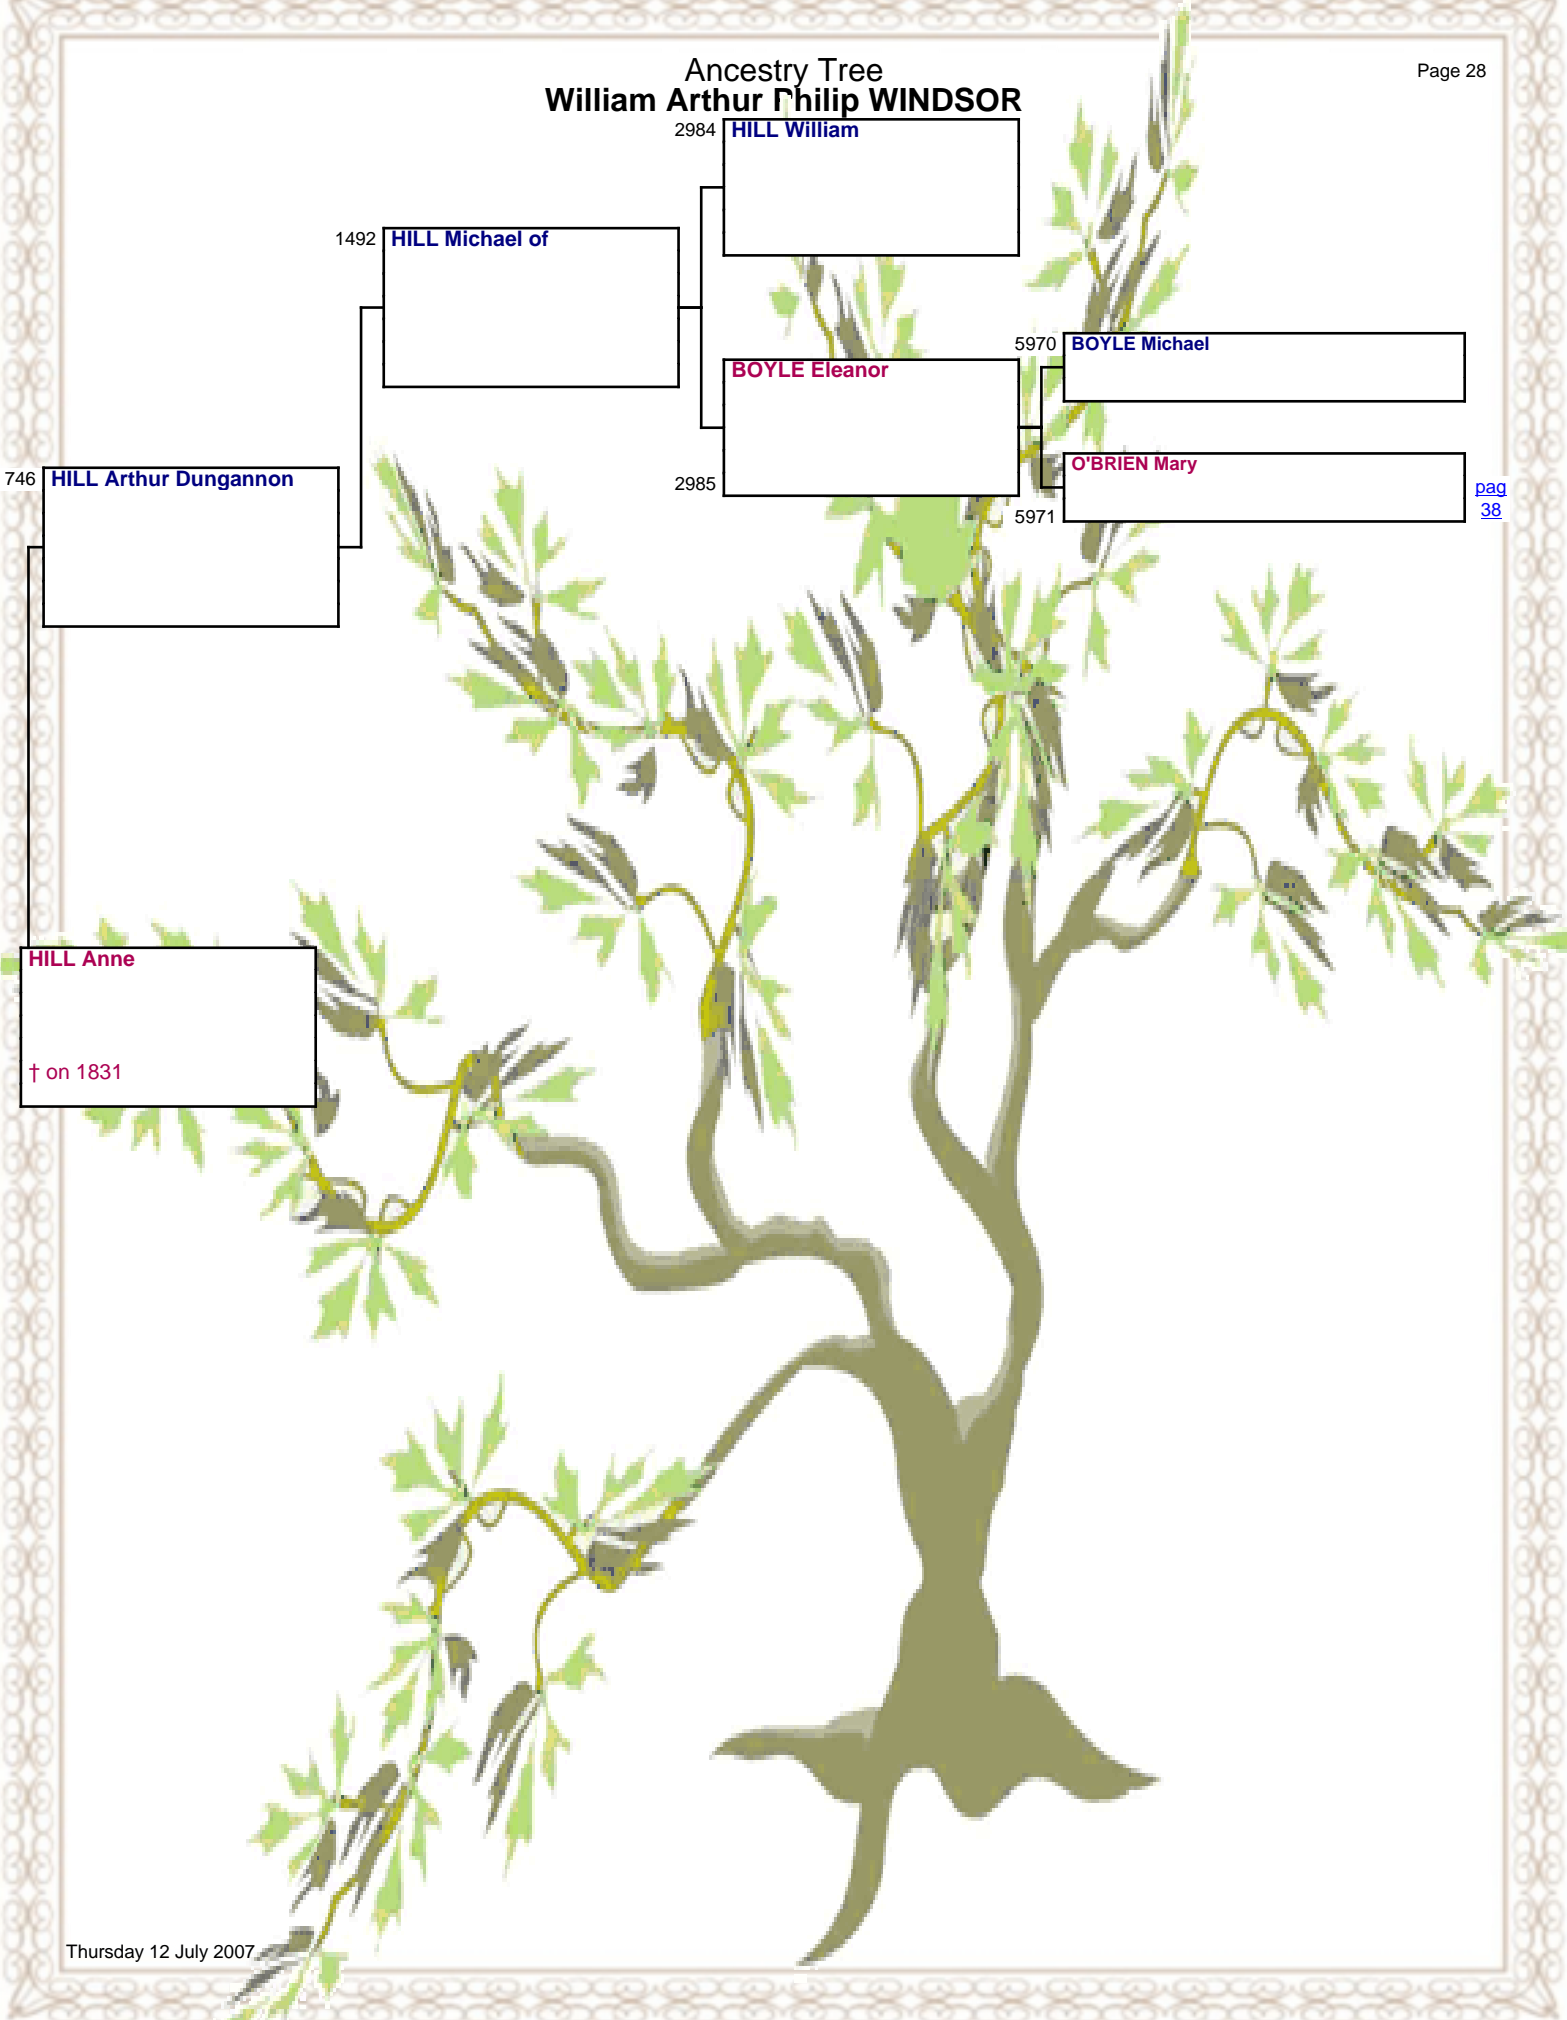 Ancestry Tree
Page 28
William Arthur Philip WINDSOR
2984
HILL William
1492
HILL Michael of
5970
BOYLE Michael
BOYLE Eleanor
2985
O'BRIEN Mary
5971
pag
38
746
HILL Arthur Dungannon
HILL Anne
† on 1831
Thursday 12 July 2007